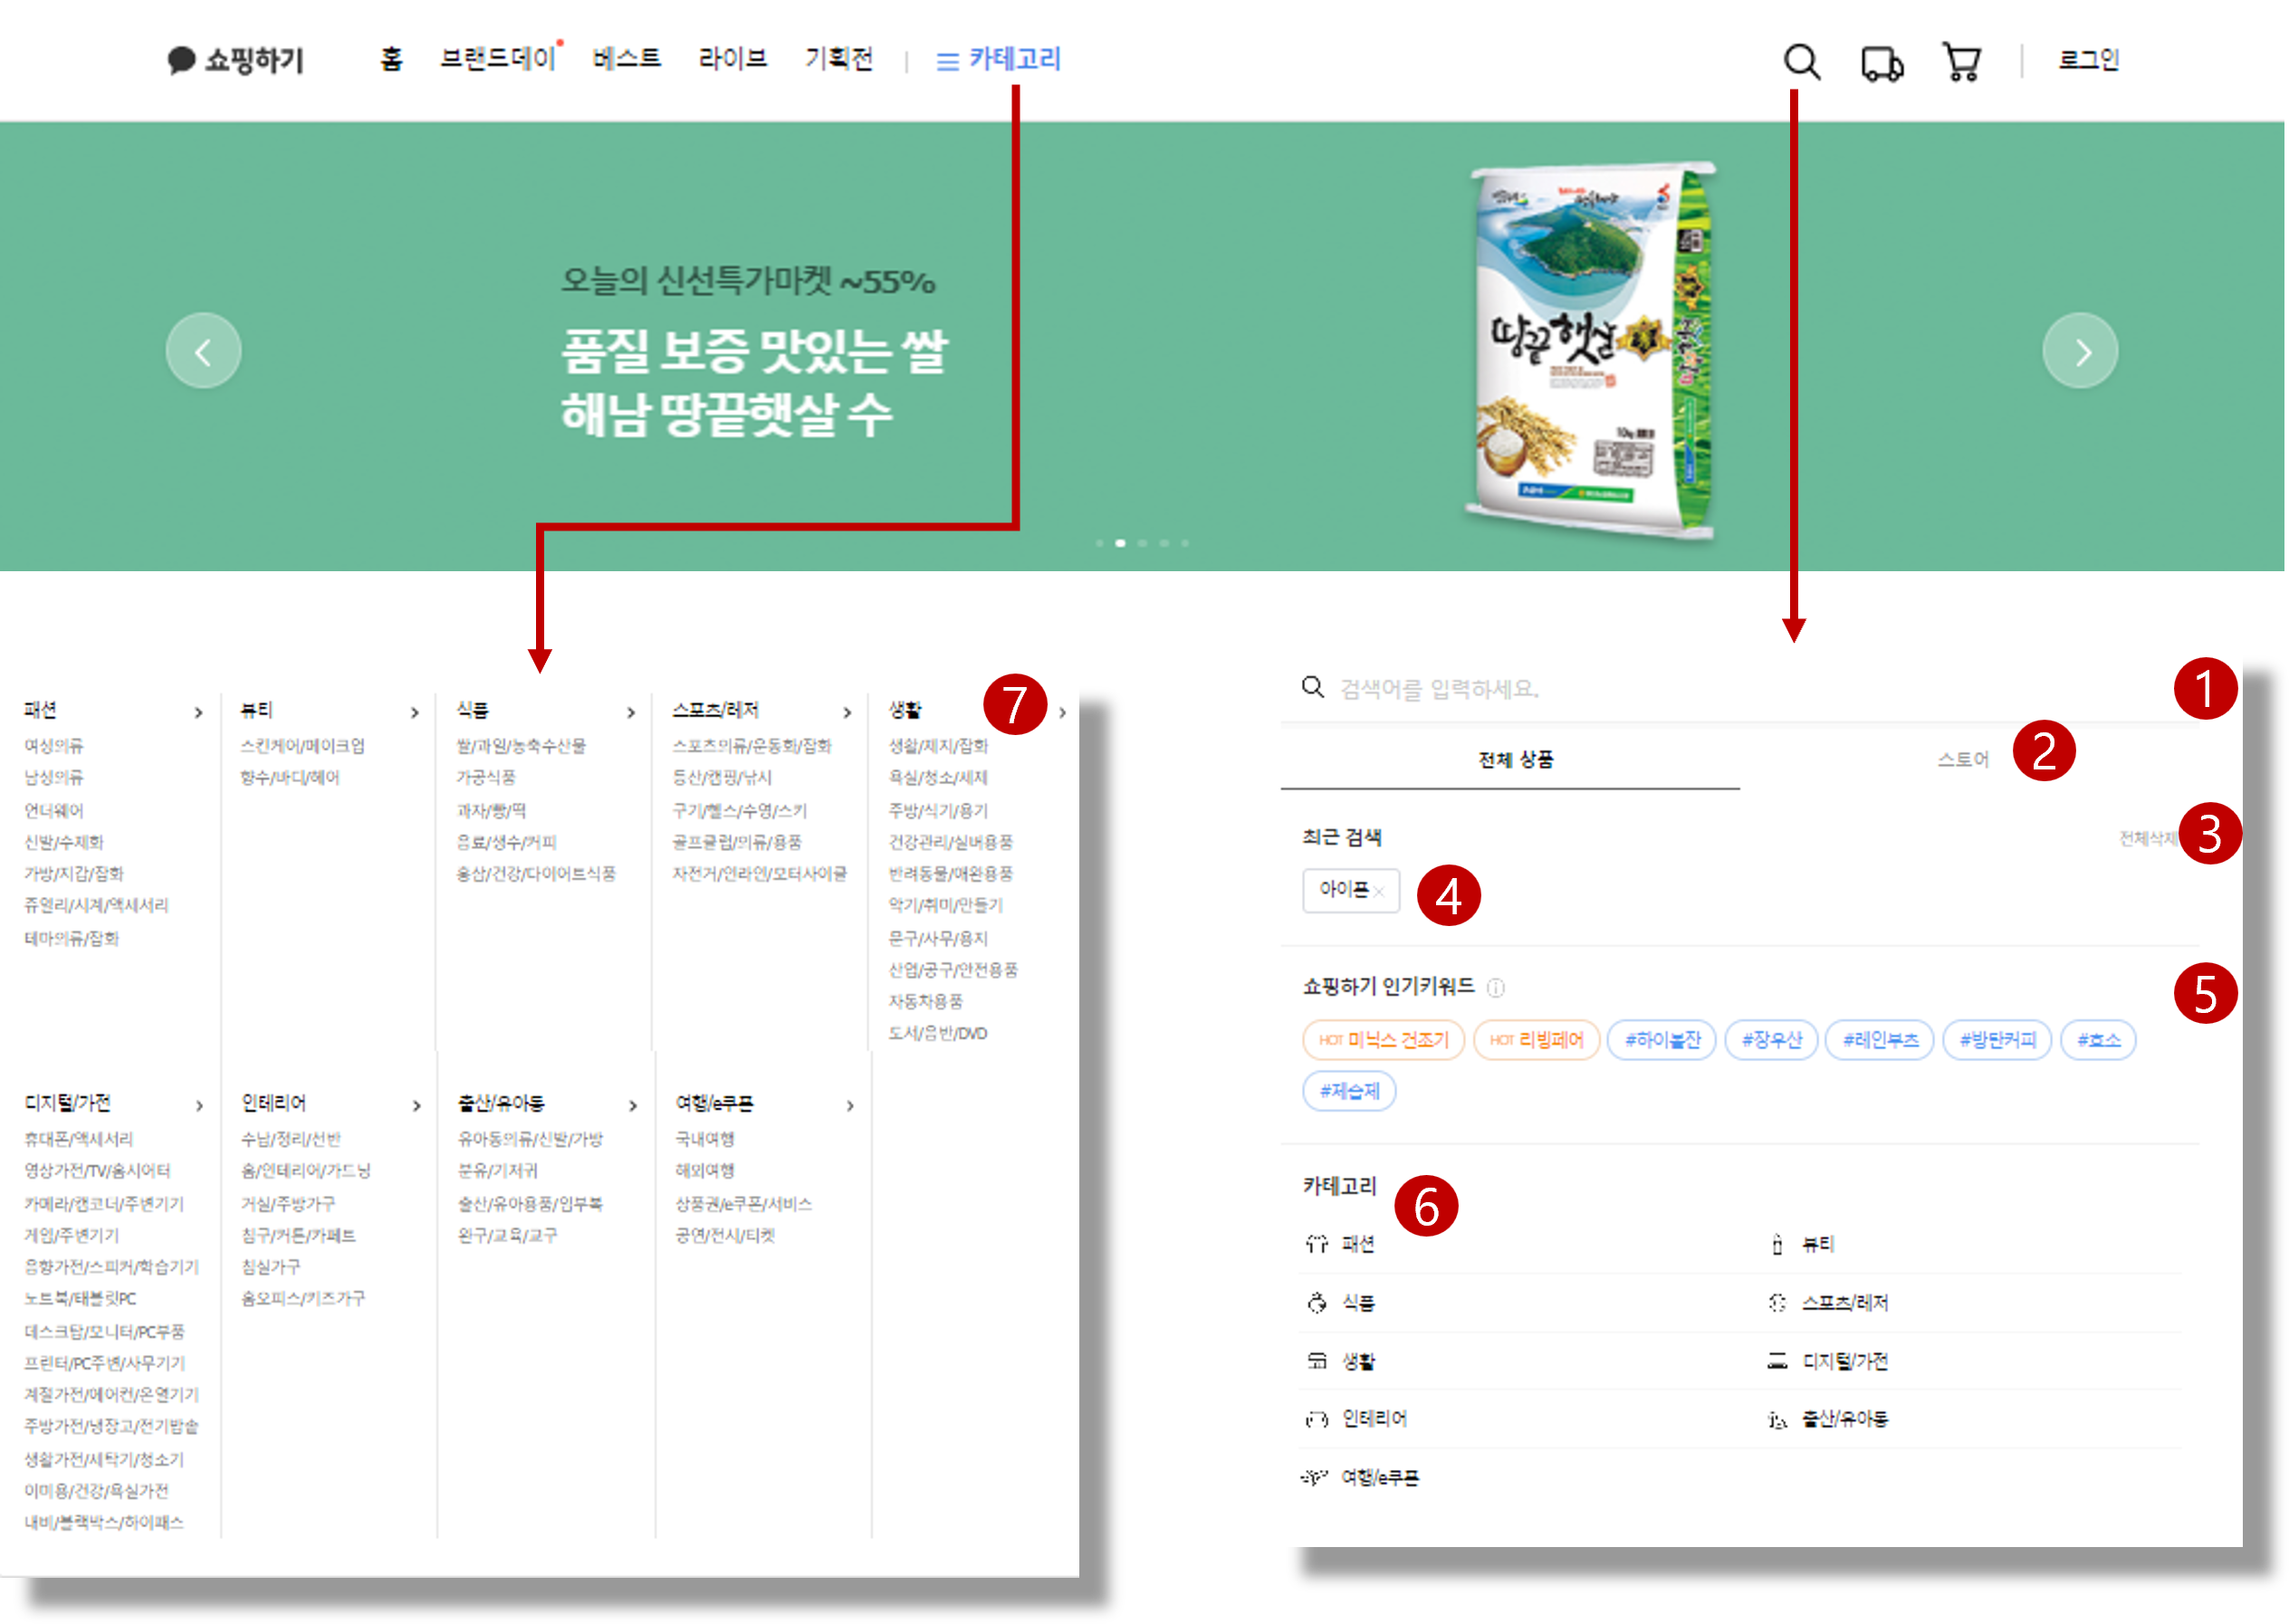 쇼핑하기 홈 브랜드데이 베스트 라이브 기획전 카테고리 로그인
오늘의 신선특가마켓 ~55%
품질 보증 맛있는 쌀
해남 땅끝햇살 수
땅끝햇살
10kg
7
패션
여성의류
남성의류
언더웨어
신발/수제화
가방/지갑/잡화
쥬얼리/시계/액세서리
테마의류/잡화
뷰티
스킨케어/메이크업
향수/바디/헤어
식품
쌀/과일/농축수산물
가공식품
과자/빵/떡
음료/생수/커피
홍삼/건강/다이어트식품
스포츠/레저
스포츠의류/운동화/잡화
등산/캠핑/낚시
구기/헬스/수영/스키
골프클럽/의류/용품
자전거/인라인/모터사이클
생활
생활/제지/잡화
욕실/청소/세제
주방/식기/용기
건강관리/실버용품
반려동물/애완용품
악기/취미/만들기
문구/사무/용지
산업/공구/안전용품
자동차용품
도서/음반/DVD
디지털/가전
휴대폰/액세서리
영상가전/TV/홈시어터
카메라/캠코더/주변기기
게임/주변기기
음향가전/스피커/학습기기
노트북/태블릿PC
데스크탑/모니터/PC부품
프린터/PC주변/사무기기
계절가전/에어컨/온열기기
주방가전/냉장고/전기밥솥
생활가전/세탁기/청소기
이미용/건강/욕실가전
내비/블랙박스/하이패스
인테리어
수납/정리/선반
홈/인테리어/가드닝
거실/주방가구
침구/커튼/카페트
침실가구
홈오피스/키즈가구
출산/유아동
유아동의류/신발/가방
분유/기저귀
출산/유아용품/임부복
완구/교육/교구
여행/e쿠폰
국내여행
해외여행
상품권/e쿠폰/서비스
공연/전시/티켓
검색어를 입력하세요. 1
전체 상품 스토어 2
최근 검색 전체삭제 3
아이폰 4
쇼핑하기 인기키워드 5
HOT 미닉스 건조기 HOT 리빙페어 #하이볼잔 #장우산 #레인부츠 #방탄커피 #효소
#제습제
카테고리 6
패션 뷰티
식품 스포츠/레저
생활 디지털/가전
인테리어 출산/유아동
여행/e쿠폰